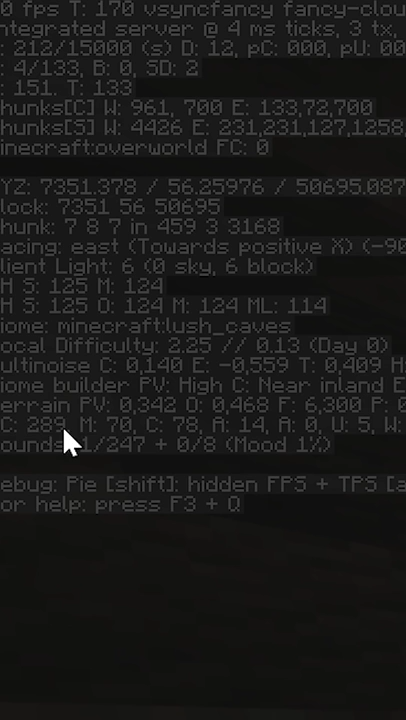 0 fps T: 170 vsyncfancy fancy-clou
ntegrated server @ 4 ms ticks, 3 tx,
: 212/15000 (s) D: 12, pC: 000, pU: 00
: 4/133, B: 0, SD: 2
: 151. T: 133
hunks[C] W: 961, 700 E: 133,72,700
hunks[S] W: 4426 E: 231,231,127,1256,
inecraft:overworld FC: 0
YZ: 7351.378 / 56.25976 / 50695.087
lock: 7351 56 50695
hunk: 7 8 7 in 459 3 3168
acing: east (Towards positive X) (-90
lient Light: 6 (0 sky, 6 block)
H S: 125 M: 124
H S: 125 O: 124 M: 124 ML: 114
iome: minecraft:lush_caves
ocal Difficulty: 2.25 // 0.13 (Day 0)
ultinoise C: 0,140 E: -0,559 T: 0,409 H
iome builder PV: High C: Near inland E
errain PV: 0,342 O: 0,468 F: 6,300 P: 0
C: 285, M: 70, C: 78, A: 14, A: 0, U: 5, W:
ounds: 1/247 + 0/8 (Mood 1%)
ebug: Pie [shift]: hidden FPS + TPS [a
or help: press F3 + Q